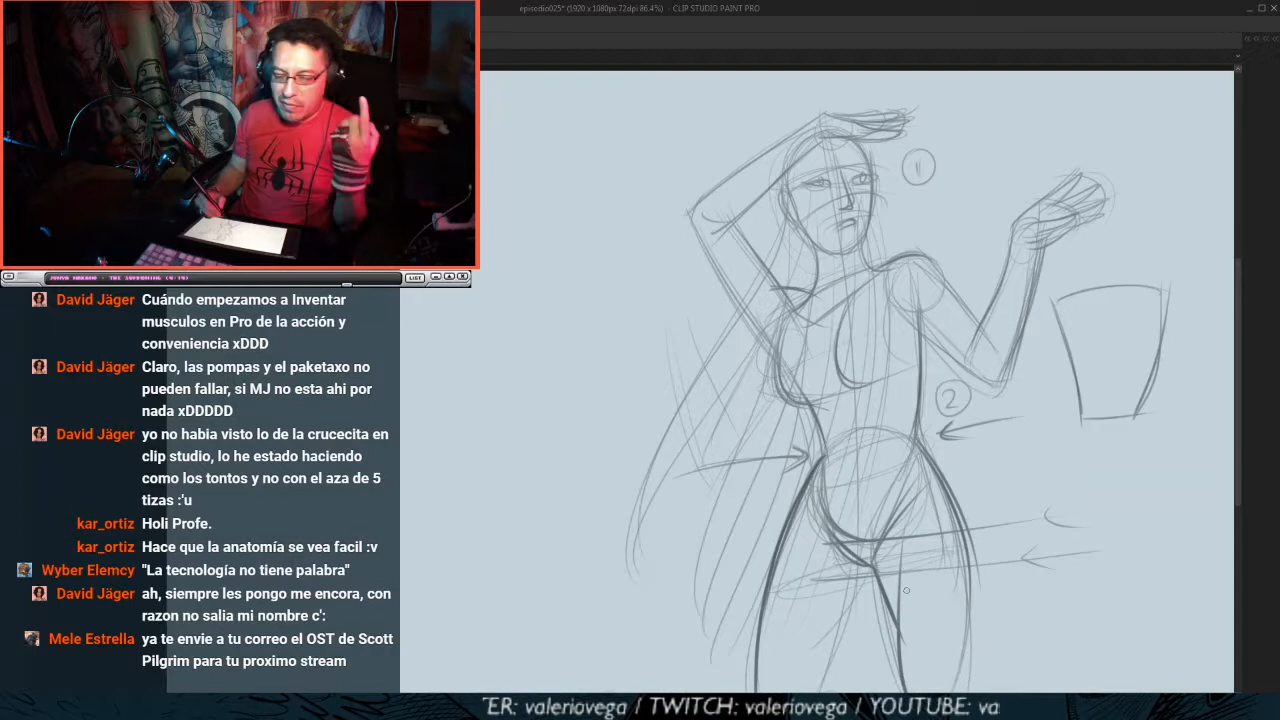 episodio025* (1920 x 1080px 72dpi 86.4%) - CLIP STUDIO PAINT PRO
LIST
David Jäger Cuándo empezamos a Inventar
musculos en Pro de la acción y
conveniencia xDDD
David Jäger Claro, las pompas y el paketaxo no
pueden fallar, si MJ no esta ahi por
nada xDDDDD
David Jäger yo no habia visto lo de la crucecita en
clip studio, lo he estado haciendo
como los tontos y no con el aza de 5
tizas :'u
kar_ortiz Holi Profe.
kar_ortiz Hace que la anatomía se vea facil :v
Wyber Elemcy "La tecnología no tiene palabra"
David Jäger ah, siempre les pongo me encora, con
razon no salia mi nombre c':
Mele Estrella ya te envie a tu correo el OST de Scott
Pilgrim para tu proximo stream
1
2
ER: valeriovega / TWITCH: valeriovega / YOUTUBE: va